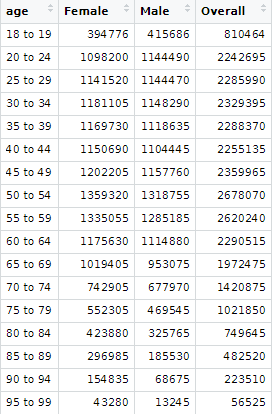 age Female Male Overall
18 to 19 394776 415686 810464
20 to 24 1098200 1144490 2242695
25 to 29 1141520 1144470 2285990
30 to 34 1181105 1148290 2329395
35 to 39 1169730 1118635 2288370
40 to 44 1150690 1104445 2255135
45 to 49 1202205 1157760 2359965
50 to 54 1359320 1318755 2678070
55 to 59 1335055 1285185 2620240
60 to 64 1175630 1114880 2290515
65 to 69 1019405 953075 1972475
70 to 74 742905 677970 1420875
75 to 79 552305 469545 1021850
80 to 84 423880 325765 749645
85 to 89 296985 185530 482520
90 to 94 154835 68675 223510
95 to 99 43280 13245 56525